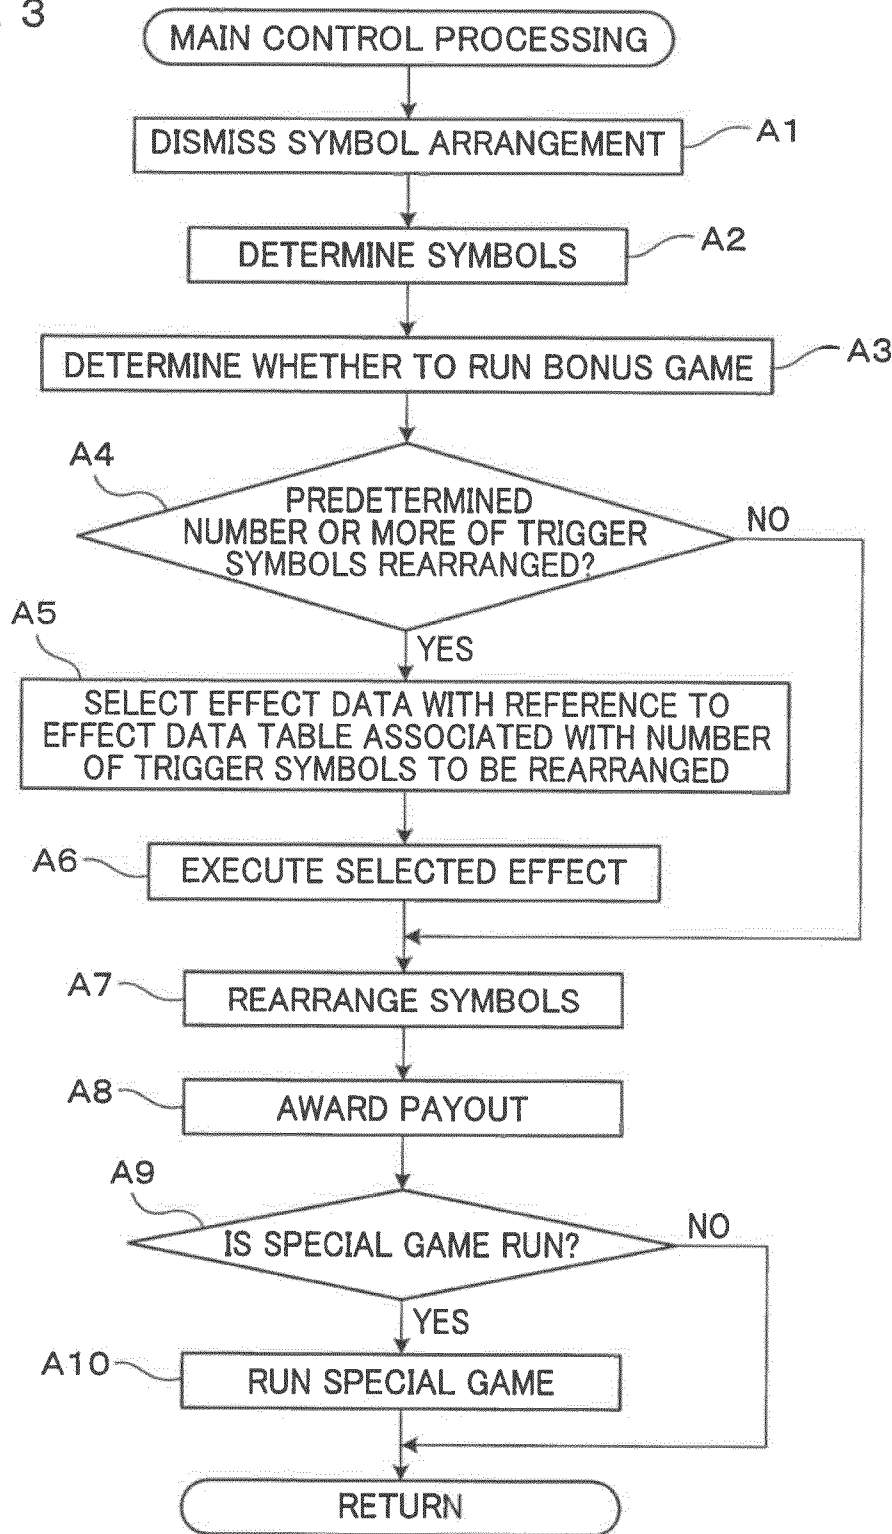 3
MAIN CONTROL PROCESSING
DISMISS SYMBOL ARRANGEMENT
A1
DETERMINE SYMBOLS
A2
DETERMINE WHETHER TO RUN BONUS GAME
A3
A4
PREDETERMINED
NUMBER OR MORE OF TRIGGER
SYMBOLS REARRANGED?
NO
YES
A5
SELECT EFFECT DATA WITH REFERENCE TO
EFFECT DATA TABLE ASSOCIATED WITH NUMBER
OF TRIGGER SYMBOLS TO BE REARRANGED
A6
EXECUTE SELECTED EFFECT
A7
REARRANGE SYMBOLS
A8
AWARD PAYOUT
A9
IS SPECIAL GAME RUN?
NO
YES
A10
RUN SPECIAL GAME
RETURN